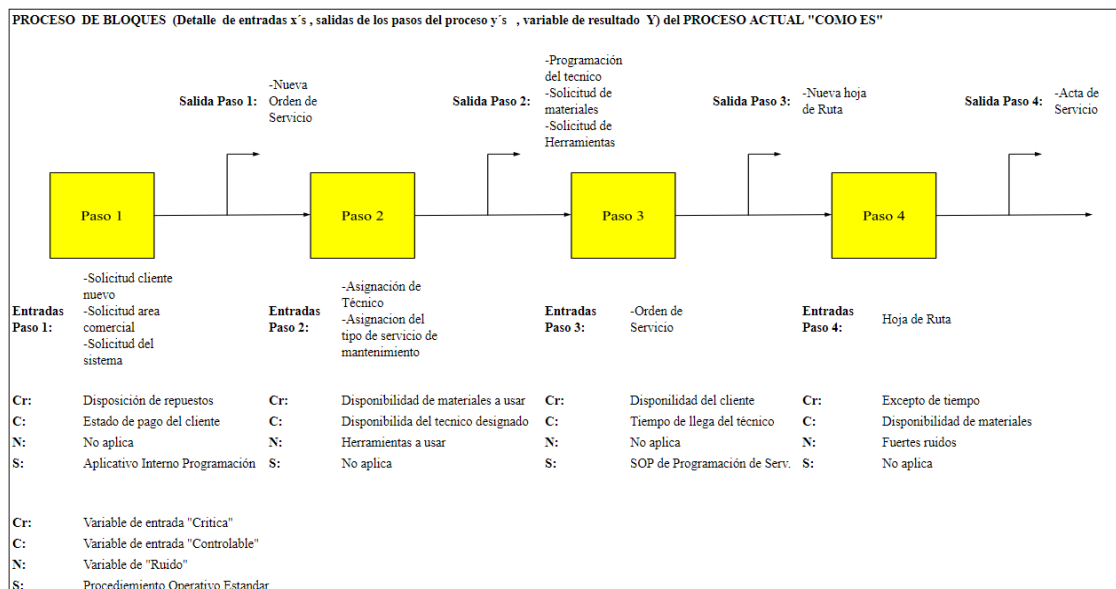 PROCESO DE BLOQUES (Detalle de entradas x´s , salidas de los pasos del proceso y´s , variable de resultado Y) del PROCESO ACTUAL "COMO ES"
Salida Paso 1:
-Nueva
Orden de
Servicio
Salida Paso 2:
-Programación
del tecnico
-Solicitud de
materiales
-Solicitud de
Herramientas
Salida Paso 3:
-Nueva hoja
de Ruta
Salida Paso 4:
-Acta de
Servicio
Paso 1
Paso 2
Paso 3
Paso 4
Entradas
Paso 1:
-Solicitud cliente
nuevo
-Solicitud area
comercial
-Solicitud del
sistema
Entradas
Paso 2:
-Asignación de
Técnico
-Asignacion del
tipo de servicio de
mantenimiento
Entradas
Paso 3:
-Orden de
Servicio
Entradas
Paso 4:
Hoja de Ruta
Cr: Disposición de repuestos
C: Estado de pago del cliente
N: No aplica
S: Aplicativo Interno Programación
Cr: Disponibilidad de materiales a usar
C: Disponibilida del tecnico designado
N: Herramientas a usar
S: No aplica
Cr: Disponilidad del cliente
C: Tiempo de llega del técnico
N: No aplica
S: SOP de Programación de Serv.
Cr: Excepto de tiempo
C: Disponibilidad de materiales
N: Fuertes ruidos
S: No aplica
Cr: Variable de entrada "Critica"
C: Variable de entrada "Controlable"
N: Variable de "Ruido"
S: Procediemiento Operativo Estandar